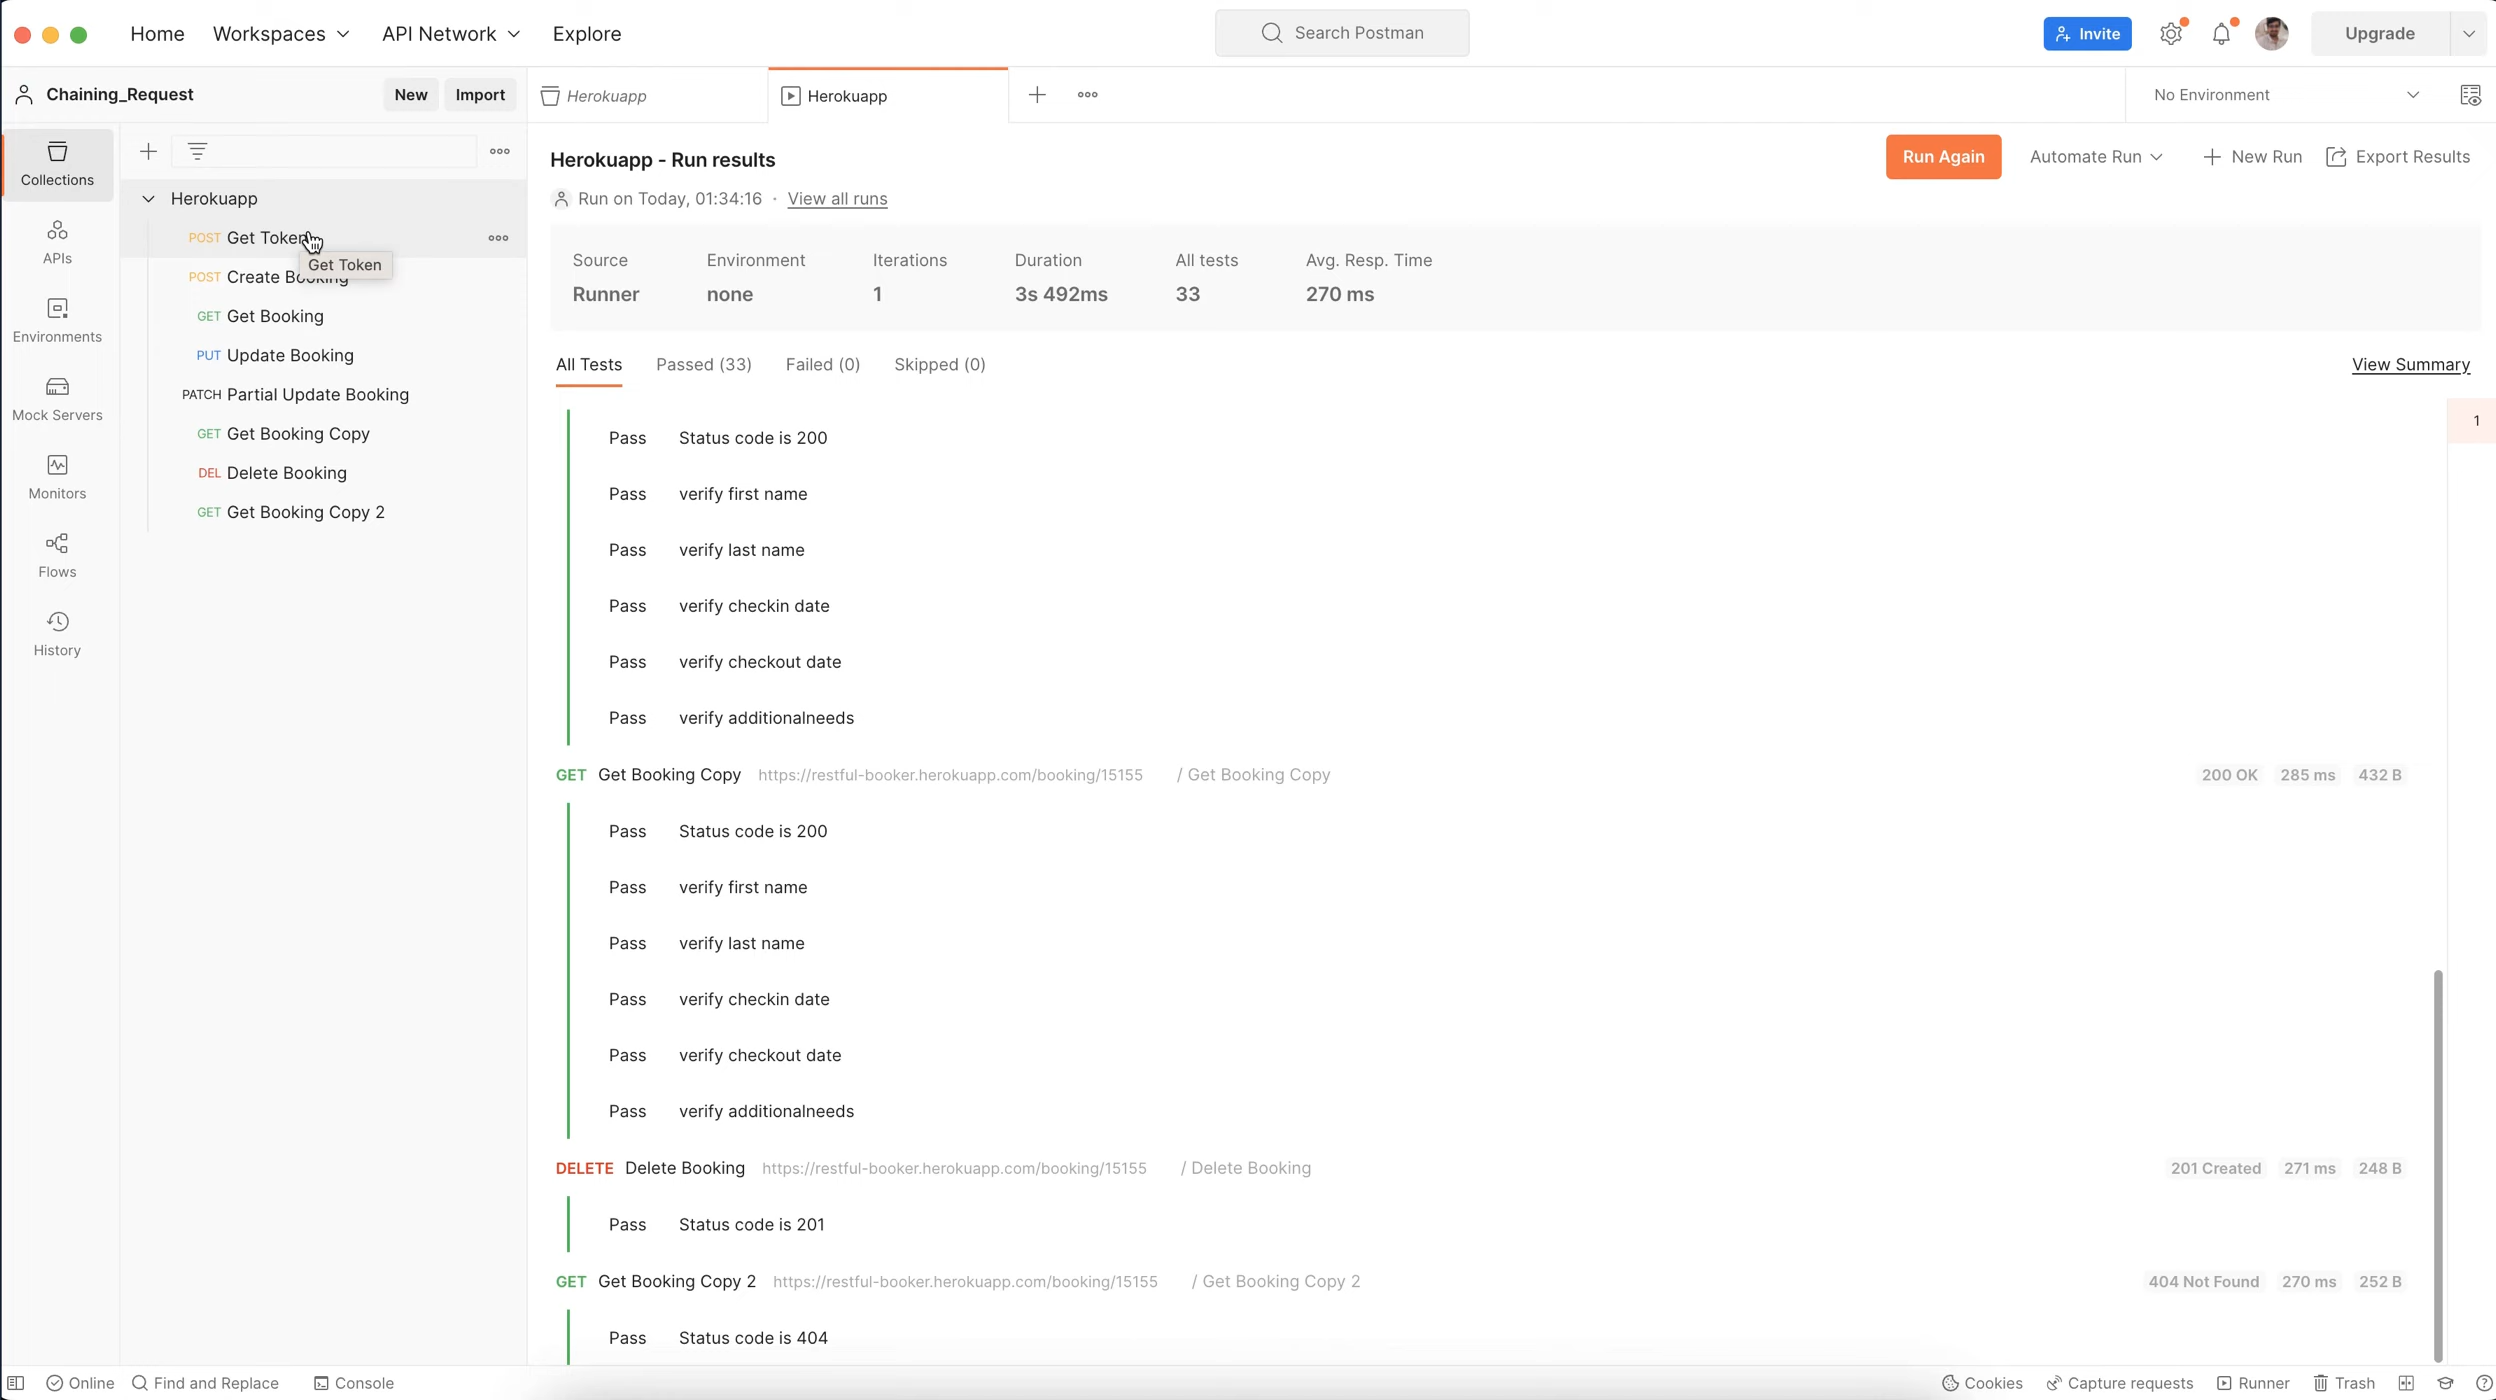 Home Workspaces API Network Explore Search Postman Invite Upgrade
Chaining_Request New Import Herokuapp Herokuapp No Environment
Collections
APIs
Environments
Mock Servers
Monitors
Flows
History
Herokuapp
POST Get Token
Get Token
POST Create Booking
GET Get Booking
PUT Update Booking
PATCH Partial Update Booking
GET Get Booking Copy
DEL Delete Booking
GET Get Booking Copy 2
Herokuapp - Run results Run Again Automate Run New Run Export Results
Run on Today, 01:34:16 · View all runs
Source Environment Iterations Duration All tests Avg. Resp. Time
Runner none 1 3s 492ms 33 270 ms
All Tests Passed (33) Failed (0) Skipped (0) View Summary
1
Pass Status code is 200
Pass verify first name
Pass verify last name
Pass verify checkin date
Pass verify checkout date
Pass verify additionalneeds
GET Get Booking Copy https://restful-booker.herokuapp.com/booking/15155 / Get Booking Copy 200 OK 285 ms 432 B
Pass Status code is 200
Pass verify first name
Pass verify last name
Pass verify checkin date
Pass verify checkout date
Pass verify additionalneeds
DELETE Delete Booking https://restful-booker.herokuapp.com/booking/15155 / Delete Booking 201 Created 271 ms 248 B
Pass Status code is 201
GET Get Booking Copy 2 https://restful-booker.herokuapp.com/booking/15155 / Get Booking Copy 2 404 Not Found 270 ms 252 B
Pass Status code is 404
Online Find and Replace Console Cookies Capture requests Runner Trash